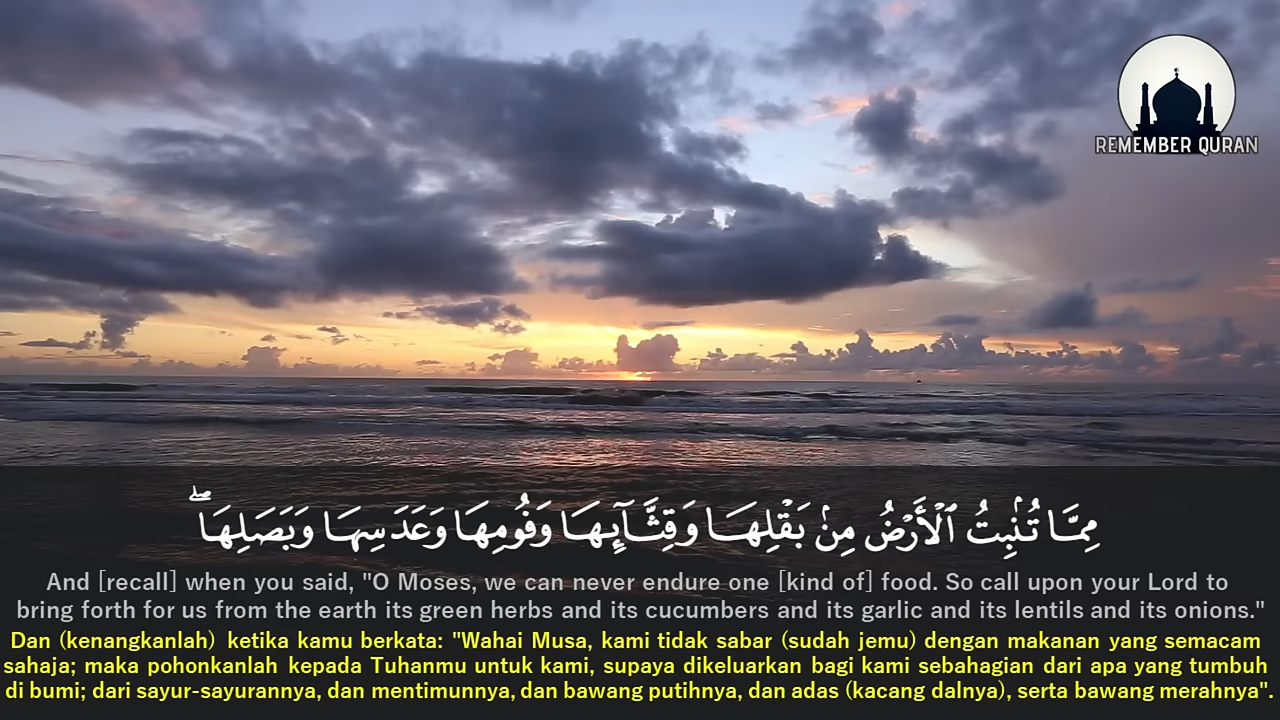 REMEMBER QURAN
مِمَّا تُنۢبِتُ ٱلْأَرْضُ مِنۢ بَقْلِهَا وَقِثَّآئِهَا وَفُومِهَا وَعَدَسِهَا وَبَصَلِهَا ۖ
And [recall] when you said, "O Moses, we can never endure one [kind of] food. So call upon your Lord to
bring forth for us from the earth its green herbs and its cucumbers and its garlic and its lentils and its onions."
Dan (kenangkanlah) ketika kamu berkata: "Wahai Musa, kami tidak sabar (sudah jemu) dengan makanan yang semacam
sahaja; maka pohonkanlah kepada Tuhanmu untuk kami, supaya dikeluarkan bagi kami sebahagian dari apa yang tumbuh
di bumi; dari sayur-sayurannya, dan mentimunnya, dan bawang putihnya, dan adas (kacang dalnya), serta bawang merahnya".